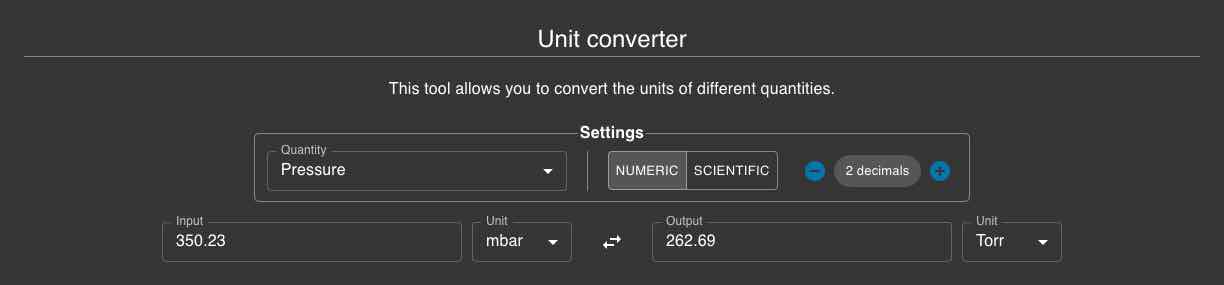 Unit converter
This tool allows you to convert the units of different quantities.
Settings
Quantity
Pressure
NUMERIC SCIENTIFIC 2 decimals
Input Unit Output Unit
350.23 mbar 262.69 Torr